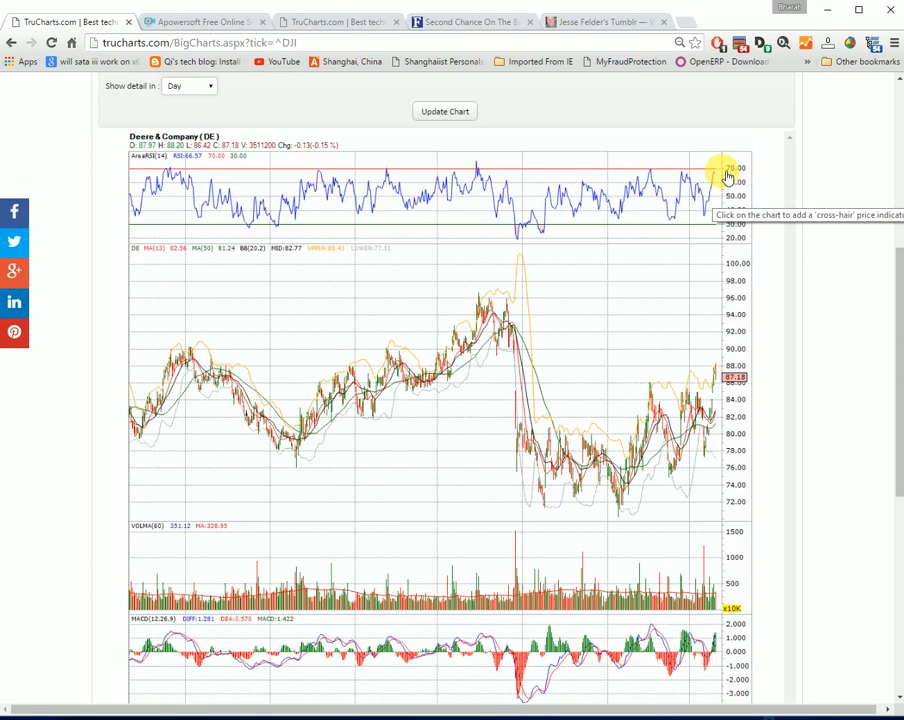 Bharat
TruCharts.com | Best techn
Apowersoft Free Online S
TruCharts.com | Best techn
Second Chance On The B
Jesse Felder's Tumblr —
trucharts.com/BigCharts.aspx?tick=^DJI
Apps
will sata iii work on x6
Qi's tech blog: Install
YouTube
Shanghai, China
Shanghaiist Personals
Imported From IE
MyFraudProtection
OpenERP - Download
»
Other bookmarks
Show detail in :
Day
Update Chart
Deere & Company ( DE )
O: 87.97 H: 88.20 L: 86.42 C: 87.18 V: 3511200 Chg: -0.13(-0.15 %)
AreaRSI(14) RSI:66.57 70.00 30.00
70.00
60.00
50.00
30.00
20.00
Click on the chart to add a 'cross-hair' price indicato
DE MA(13) 82.56 MA(50) 81.24 BB(20.2) MID:82.77 UPPER:88.43 LOWER:77.11
100.00
98.00
96.00
94.00
92.00
90.00
88.00
87.18
86.00
84.00
82.00
80.00
78.00
76.00
74.00
72.00
VOLMA(60) 351.12 MA:328.95
1500
1000
500
x10K
MACD(12.26.9) DIFF:1.281 DEA:0.570 MACD:1.422
2.000
1.000
0.000
-1.000
-2.000
-3.000